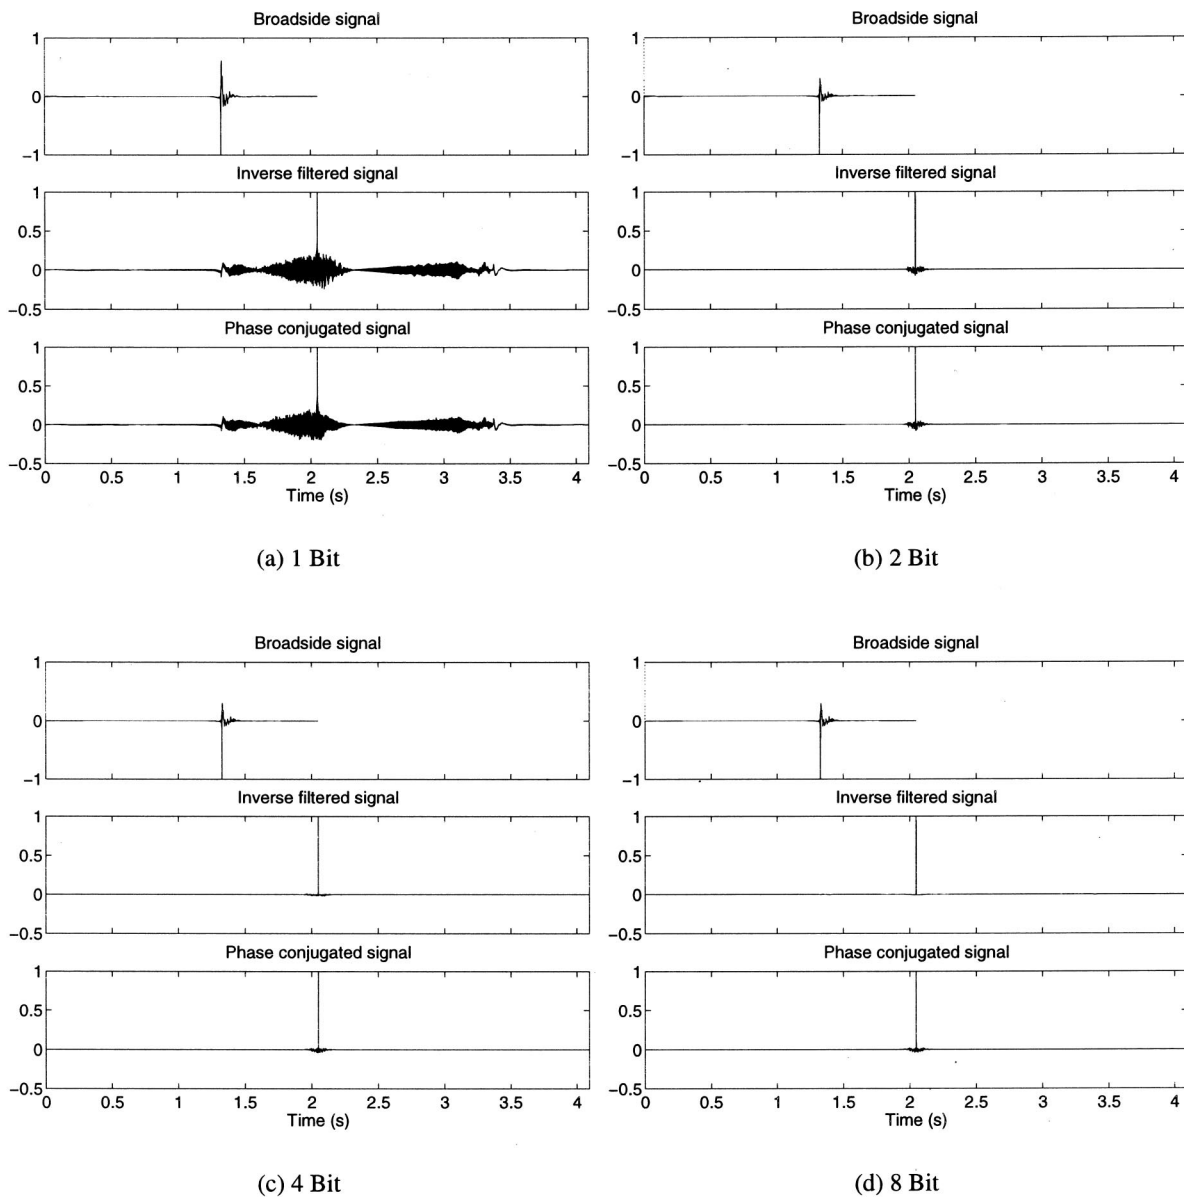 Broadside signal
1
0
−1
Inverse filtered signal
1
0.5
0
−0.5
Phase conjugated signal
1
0.5
0
−0.5
0 0.5 1 1.5 2 2.5 3 3.5 4
Time (s)
(a) 1 Bit
Broadside signal
1
0
−1
Inverse filtered signal
1
0.5
0
−0.5
Phase conjugated signal
1
0.5
0
−0.5
0 0.5 1 1.5 2 2.5 3 3.5 4
Time (s)
(b) 2 Bit
Broadside signal
1
0
−1
Inverse filtered signal
1
0.5
0
−0.5
Phase conjugated signal
1
0.5
0
−0.5
0 0.5 1 1.5 2 2.5 3 3.5 4
Time (s)
(c) 4 Bit
Broadside signal
1
0
−1
Inverse filtered signal
1
0.5
0
−0.5
Phase conjugated signal
1
0.5
0
−0.5
0 0.5 1 1.5 2 2.5 3 3.5 4
Time (s)
(d) 8 Bit